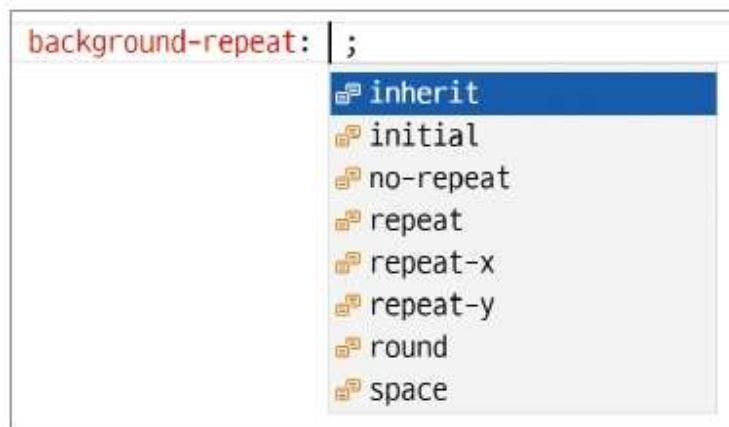 background-repeat: ;
inherit
initial
no-repeat
repeat
repeat-x
repeat-y
round
space